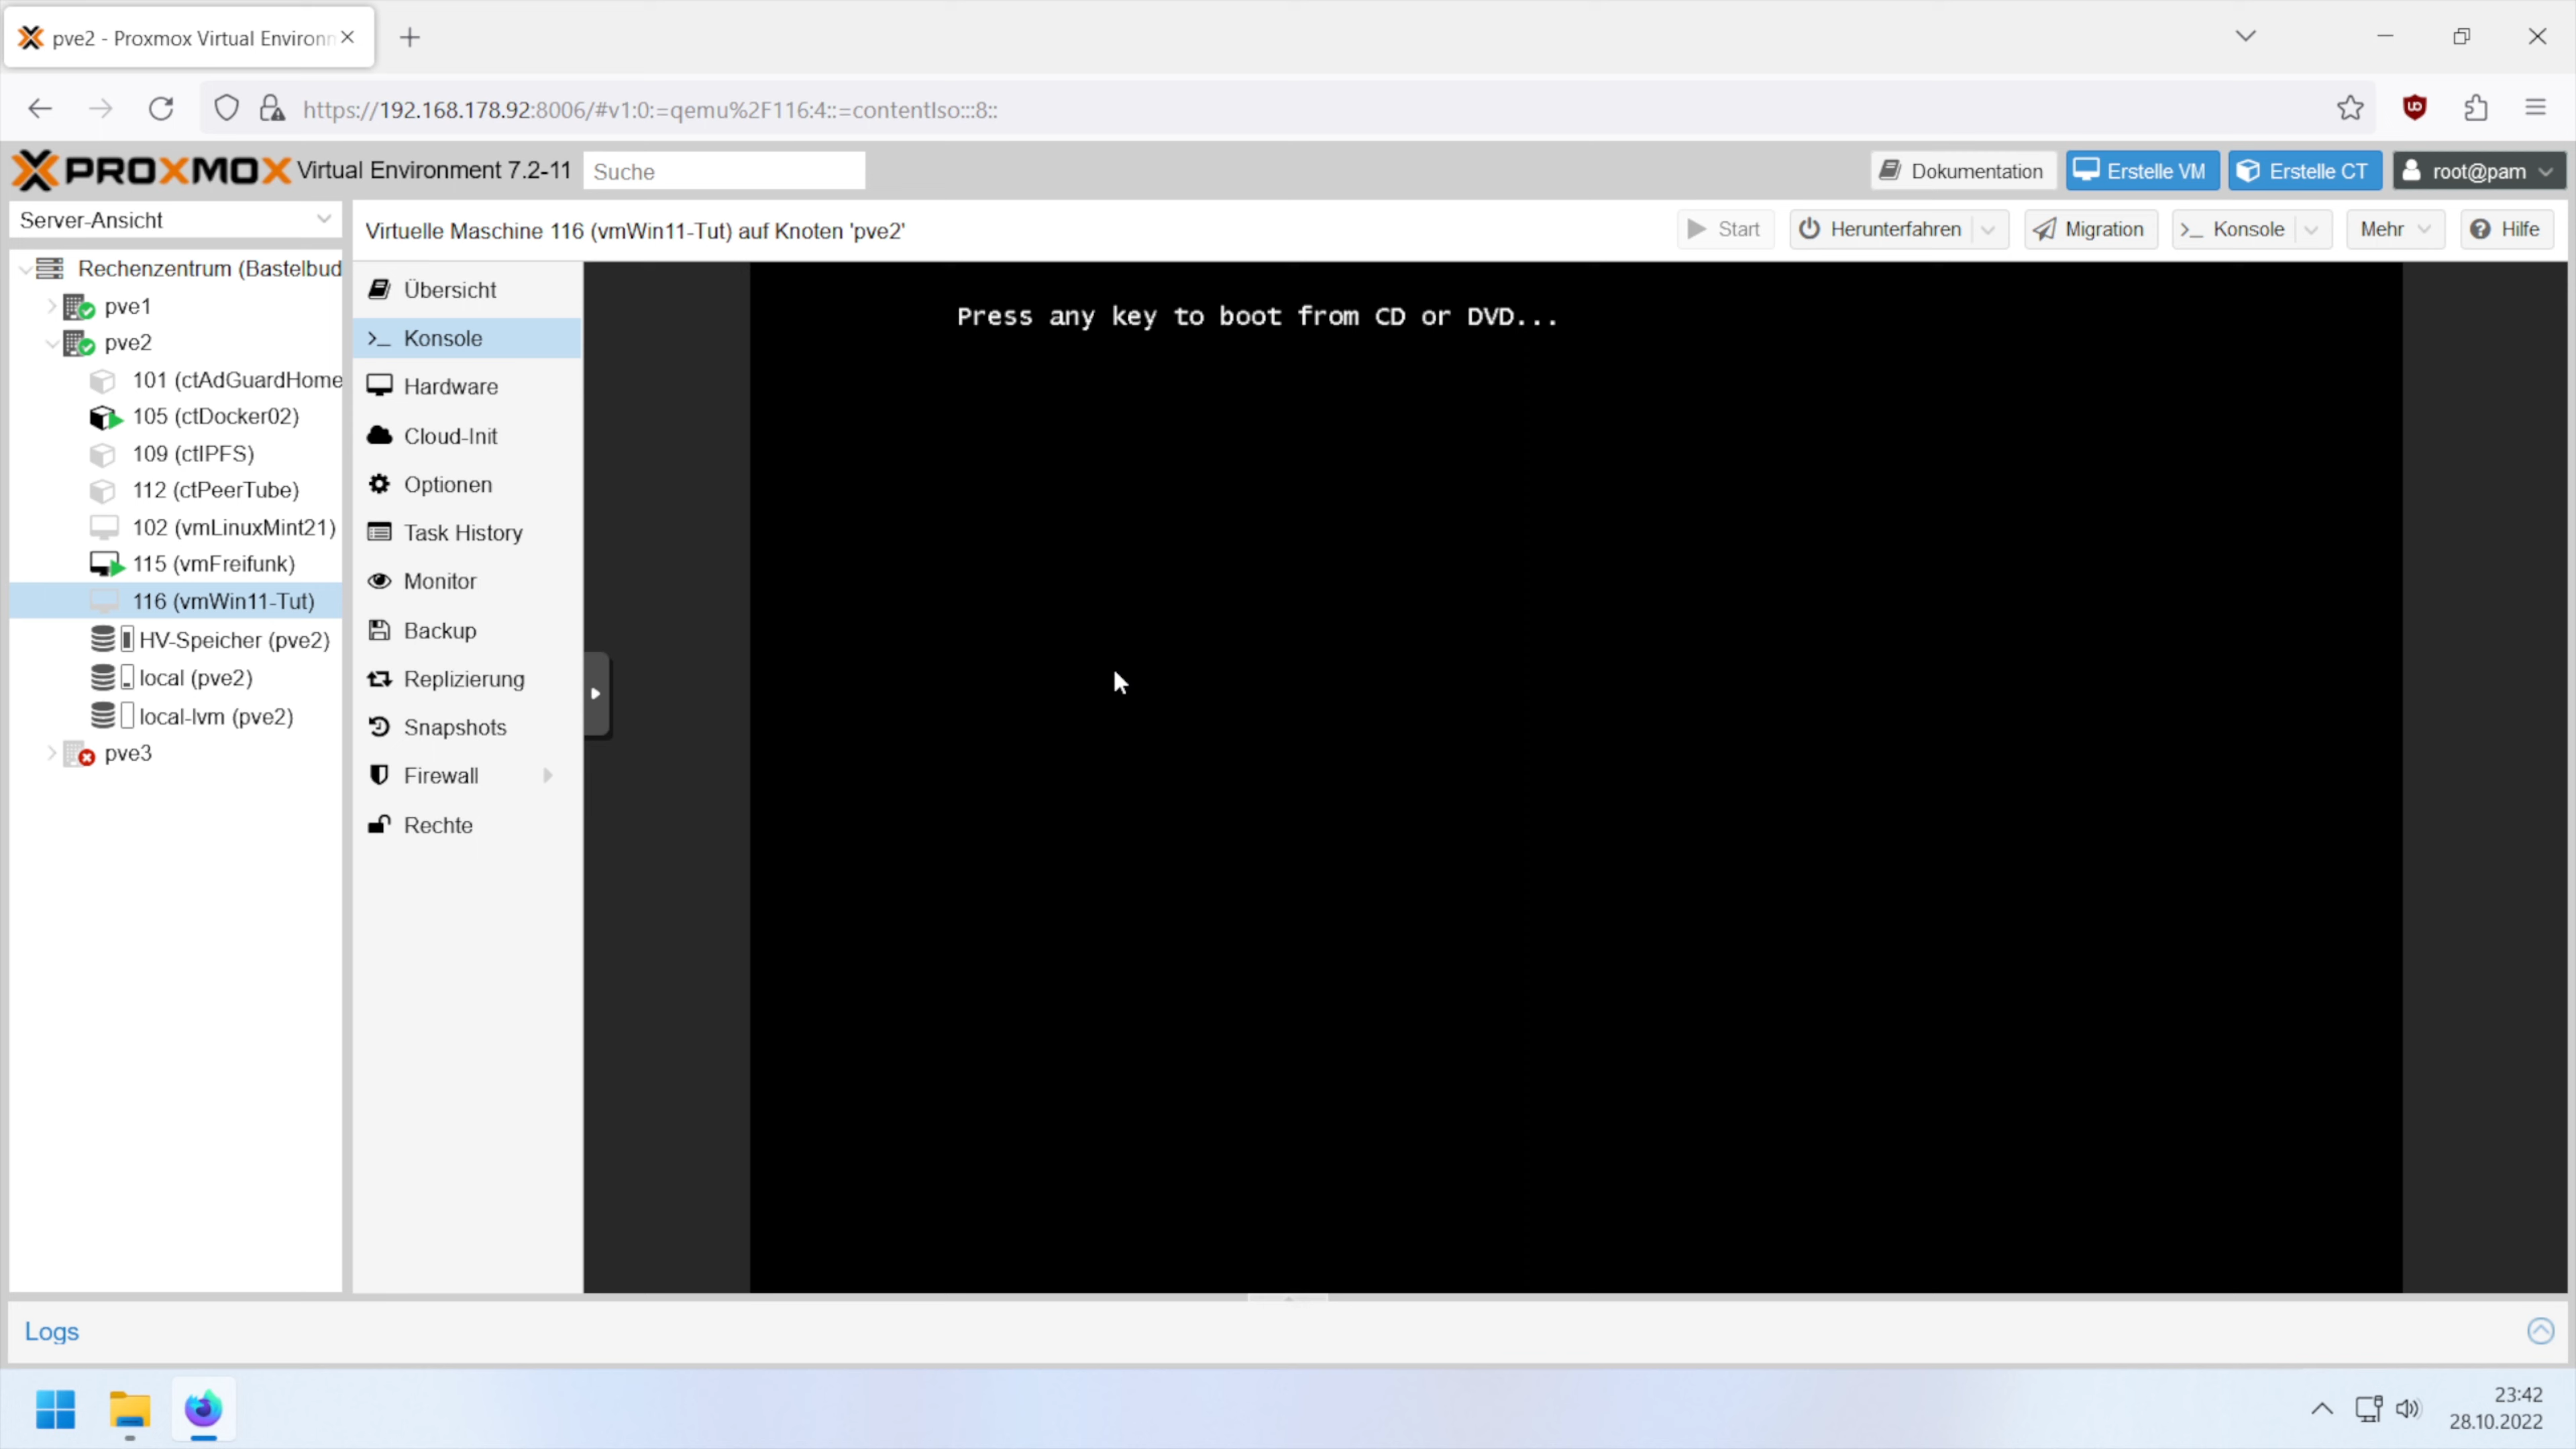 pve2 - Proxmox Virtual Environ
https://192.168.178.92:8006/#v1:0:=qemu%2F116:4::=contentIso:::8::
PROXMOX Virtual Environment 7.2-11
Suche
Dokumentation
Erstelle VM
Erstelle CT
root@pam
Server-Ansicht
Virtuelle Maschine 116 (vmWin11-Tut) auf Knoten 'pve2'
Start
Herunterfahren
Migration
Konsole
Mehr
Hilfe
Rechenzentrum (Bastelbud
pve1
pve2
101 (ctAdGuardHome
105 (ctDocker02)
109 (ctIPFS)
112 (ctPeerTube)
102 (vmLinuxMint21)
115 (vmFreifunk)
116 (vmWin11-Tut)
HV-Speicher (pve2)
local (pve2)
local-lvm (pve2)
pve3
Übersicht
Konsole
Hardware
Cloud-Init
Optionen
Task History
Monitor
Backup
Replizierung
Snapshots
Firewall
Rechte
Press any key to boot from CD or DVD...
Logs
23:42
28.10.2022